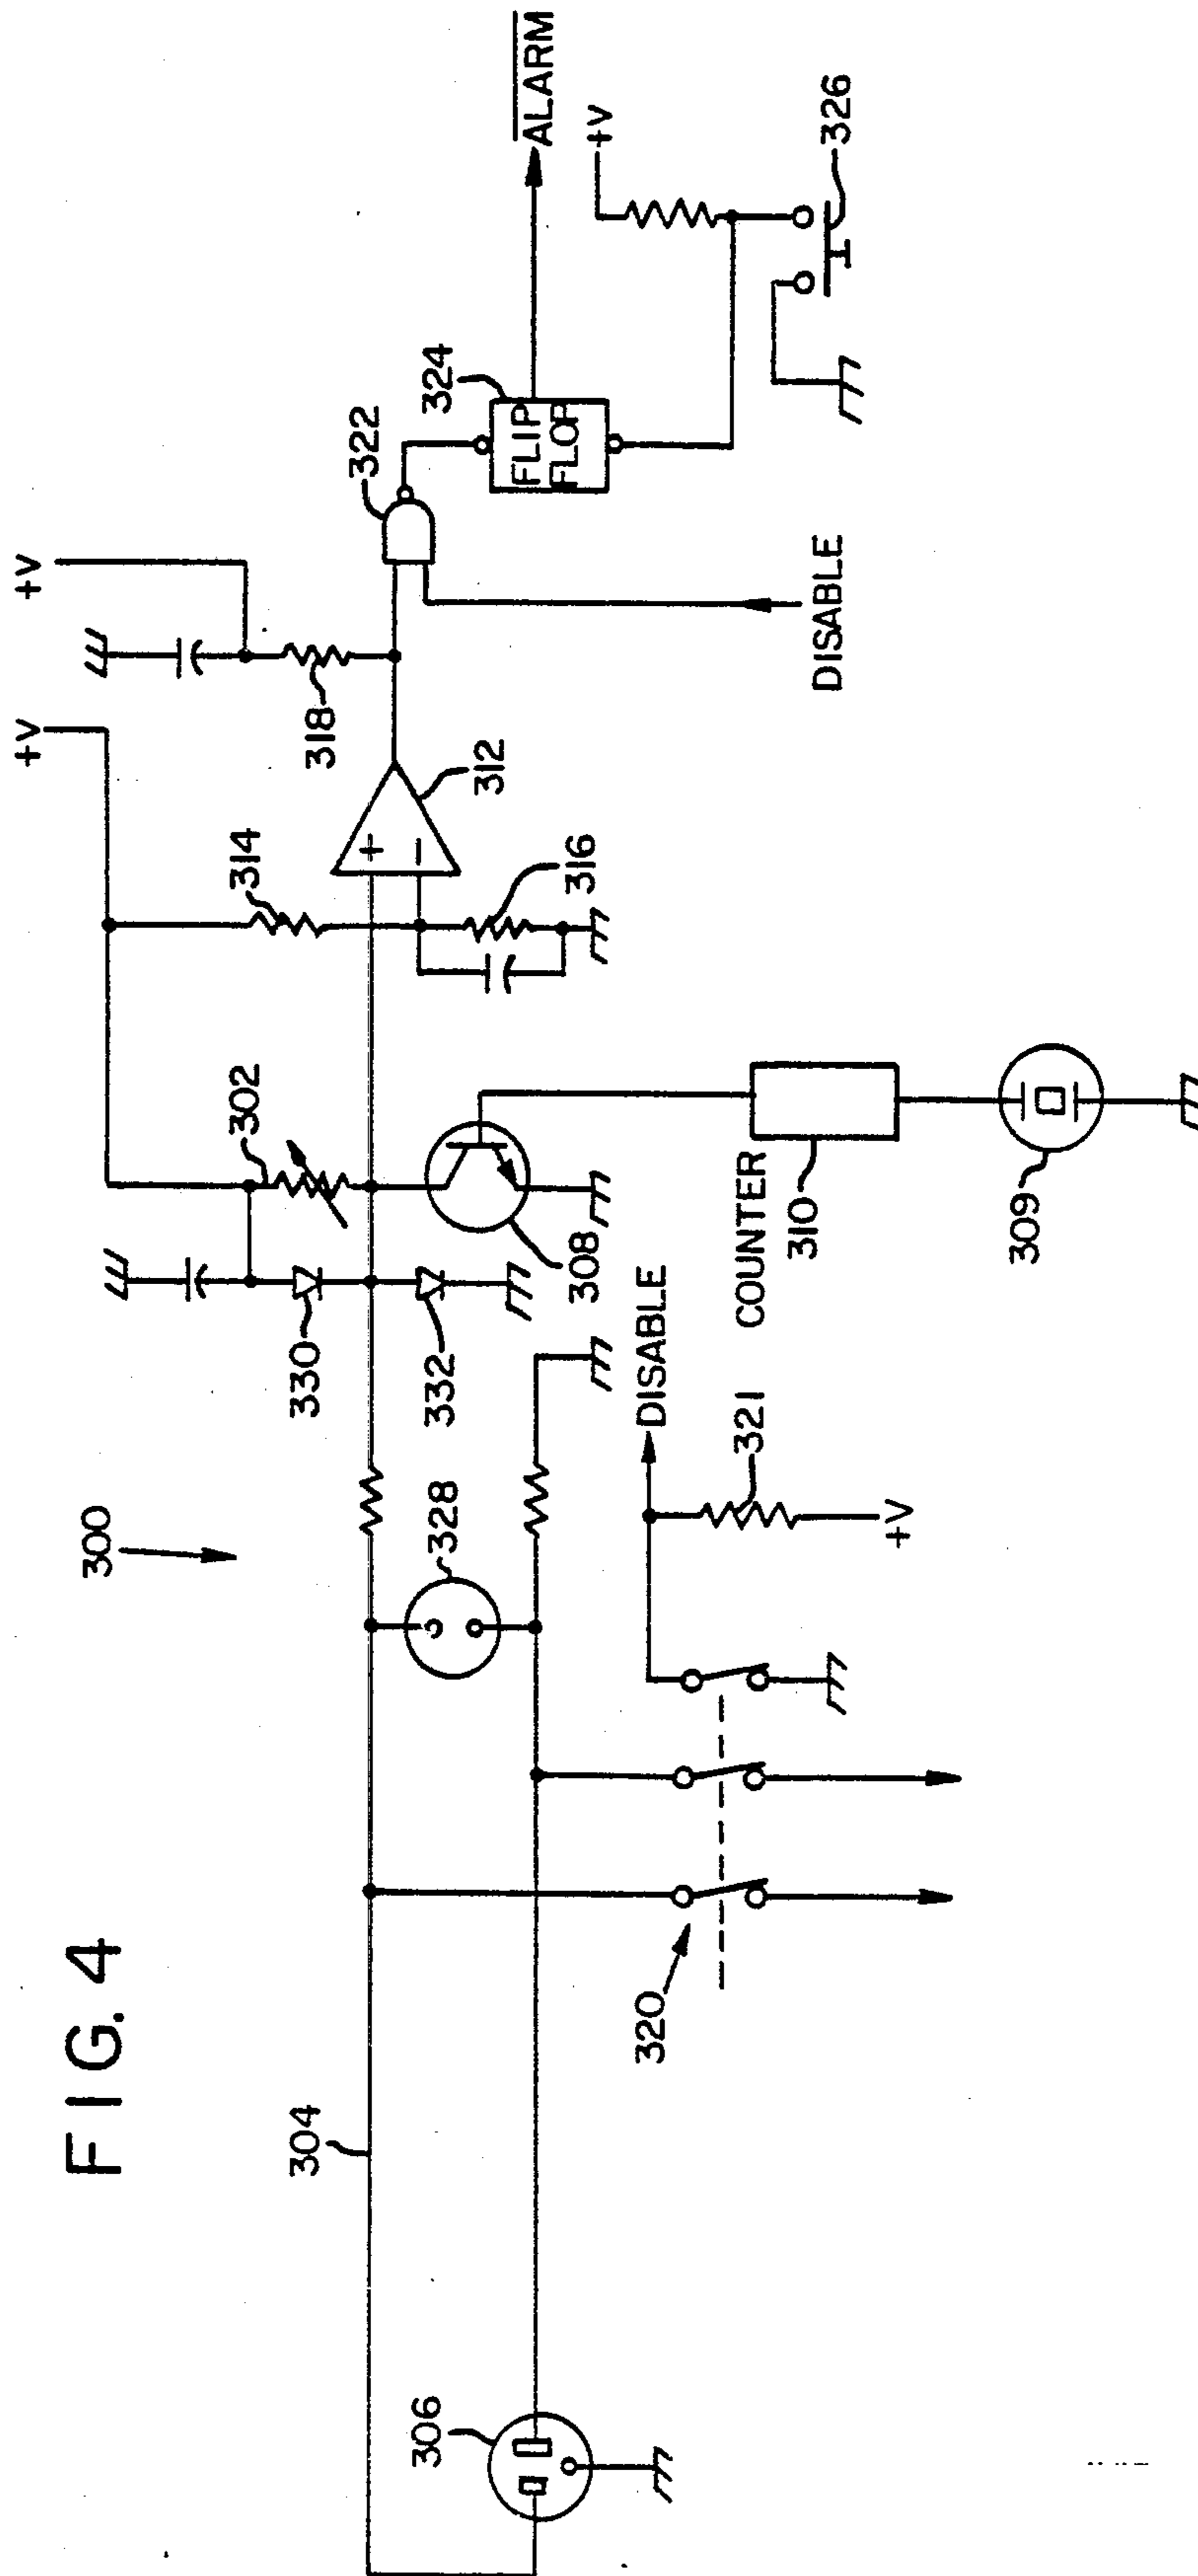 FIG. 4
300
304
306
320
328
330
332
302
308
314
316
312
318
322
324
326
+V
+V
+V
+V
+
−
FLIP
FLOP
ALARM
DISABLE
DISABLE
321
COUNTER
310
309